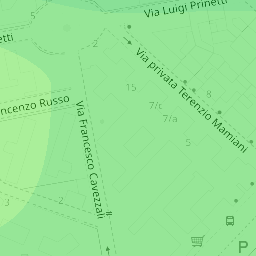 Via Luigi Prinetti
5
etti
2
Via privata Terenzio Mamiani
15
8
7/c
7/a
ncenzo Russo
Via Francesco Cavezzali
5
3
2
P